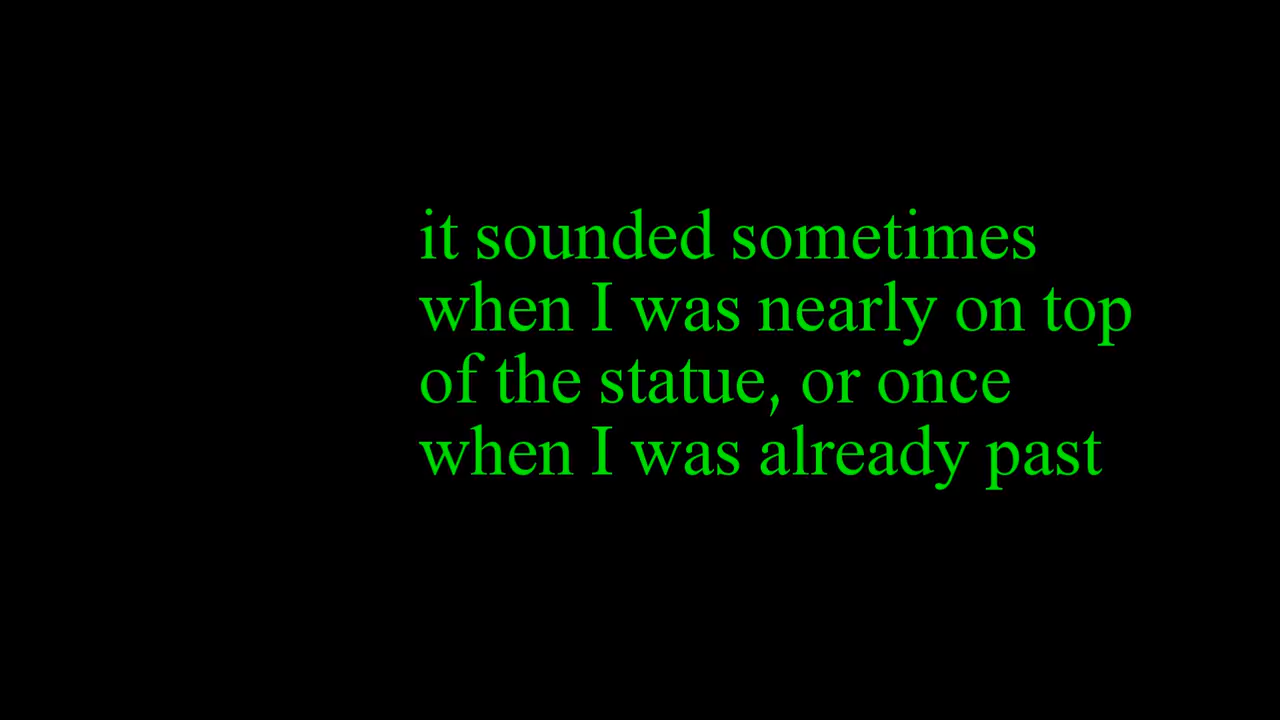 it sounded sometimes
when I was nearly on top
of the statue, or once
when I was already past